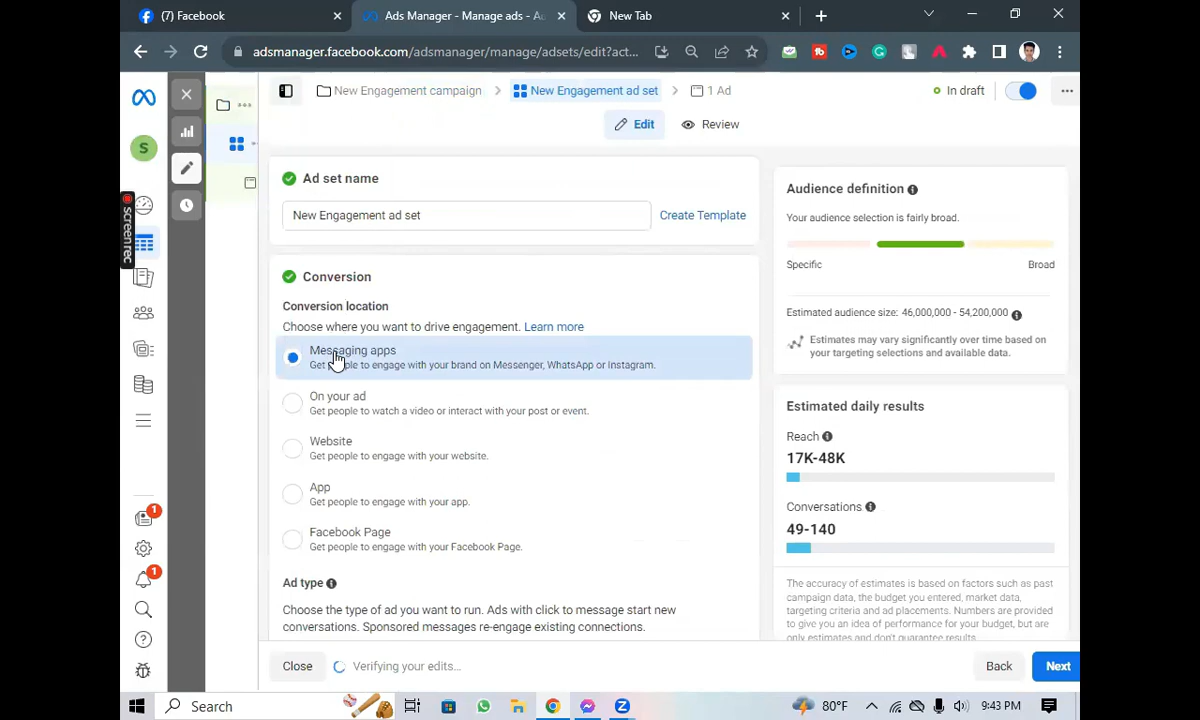 (7) Facebook
Ads Manager - Manage ads - Ac
New Tab
adsmanager.facebook.com/adsmanager/manage/adsets/edit?act...
New Engagement campaign
New Engagement ad set
1 Ad
In draft
Edit
Review
S
screenrec
Ad set name
New Engagement ad set
Create Template
Conversion
Conversion location
Choose where you want to drive engagement. Learn more
Messaging apps
Get people to engage with your brand on Messenger, WhatsApp or Instagram.
On your ad
Get people to watch a video or interact with your post or event.
Website
Get people to engage with your website.
App
Get people to engage with your app.
Facebook Page
Get people to engage with your Facebook Page.
Ad type
Choose the type of ad you want to run. Ads with click to message start new
conversations. Sponsored messages re-engage existing connections.
Audience definition
Your audience selection is fairly broad.
Specific
Broad
Estimated audience size: 46,000,000 - 54,200,000
Estimates may vary significantly over time based on
your targeting selections and available data.
Estimated daily results
Reach
17K-48K
Conversations
49-140
The accuracy of estimates is based on factors such as past
campaign data, the budget you entered, market data,
targeting criteria and ad placements. Numbers are provided
to give you an idea of performance for your budget, but are
only estimates and don't guarantee results.
1
1
Close
Verifying your edits...
Back
Next
Search
80°F
9:43 PM